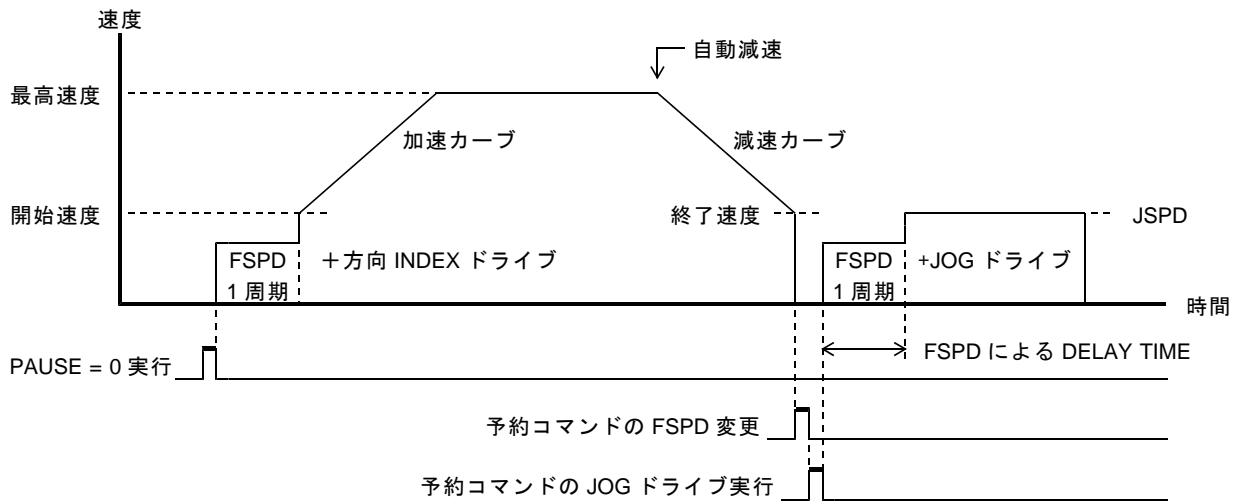 速度
自動減速
最高速度
加速カーブ
減速カーブ
開始速度
終了速度
JSPD
FSPD
1 周期
＋方向 INDEX ドライブ
FSPD
1 周期
+JOG ドライブ
時間
PAUSE = 0 実行
FSPD による DELAY TIME
予約コマンドの FSPD 変更
予約コマンドの JOG ドライブ実行